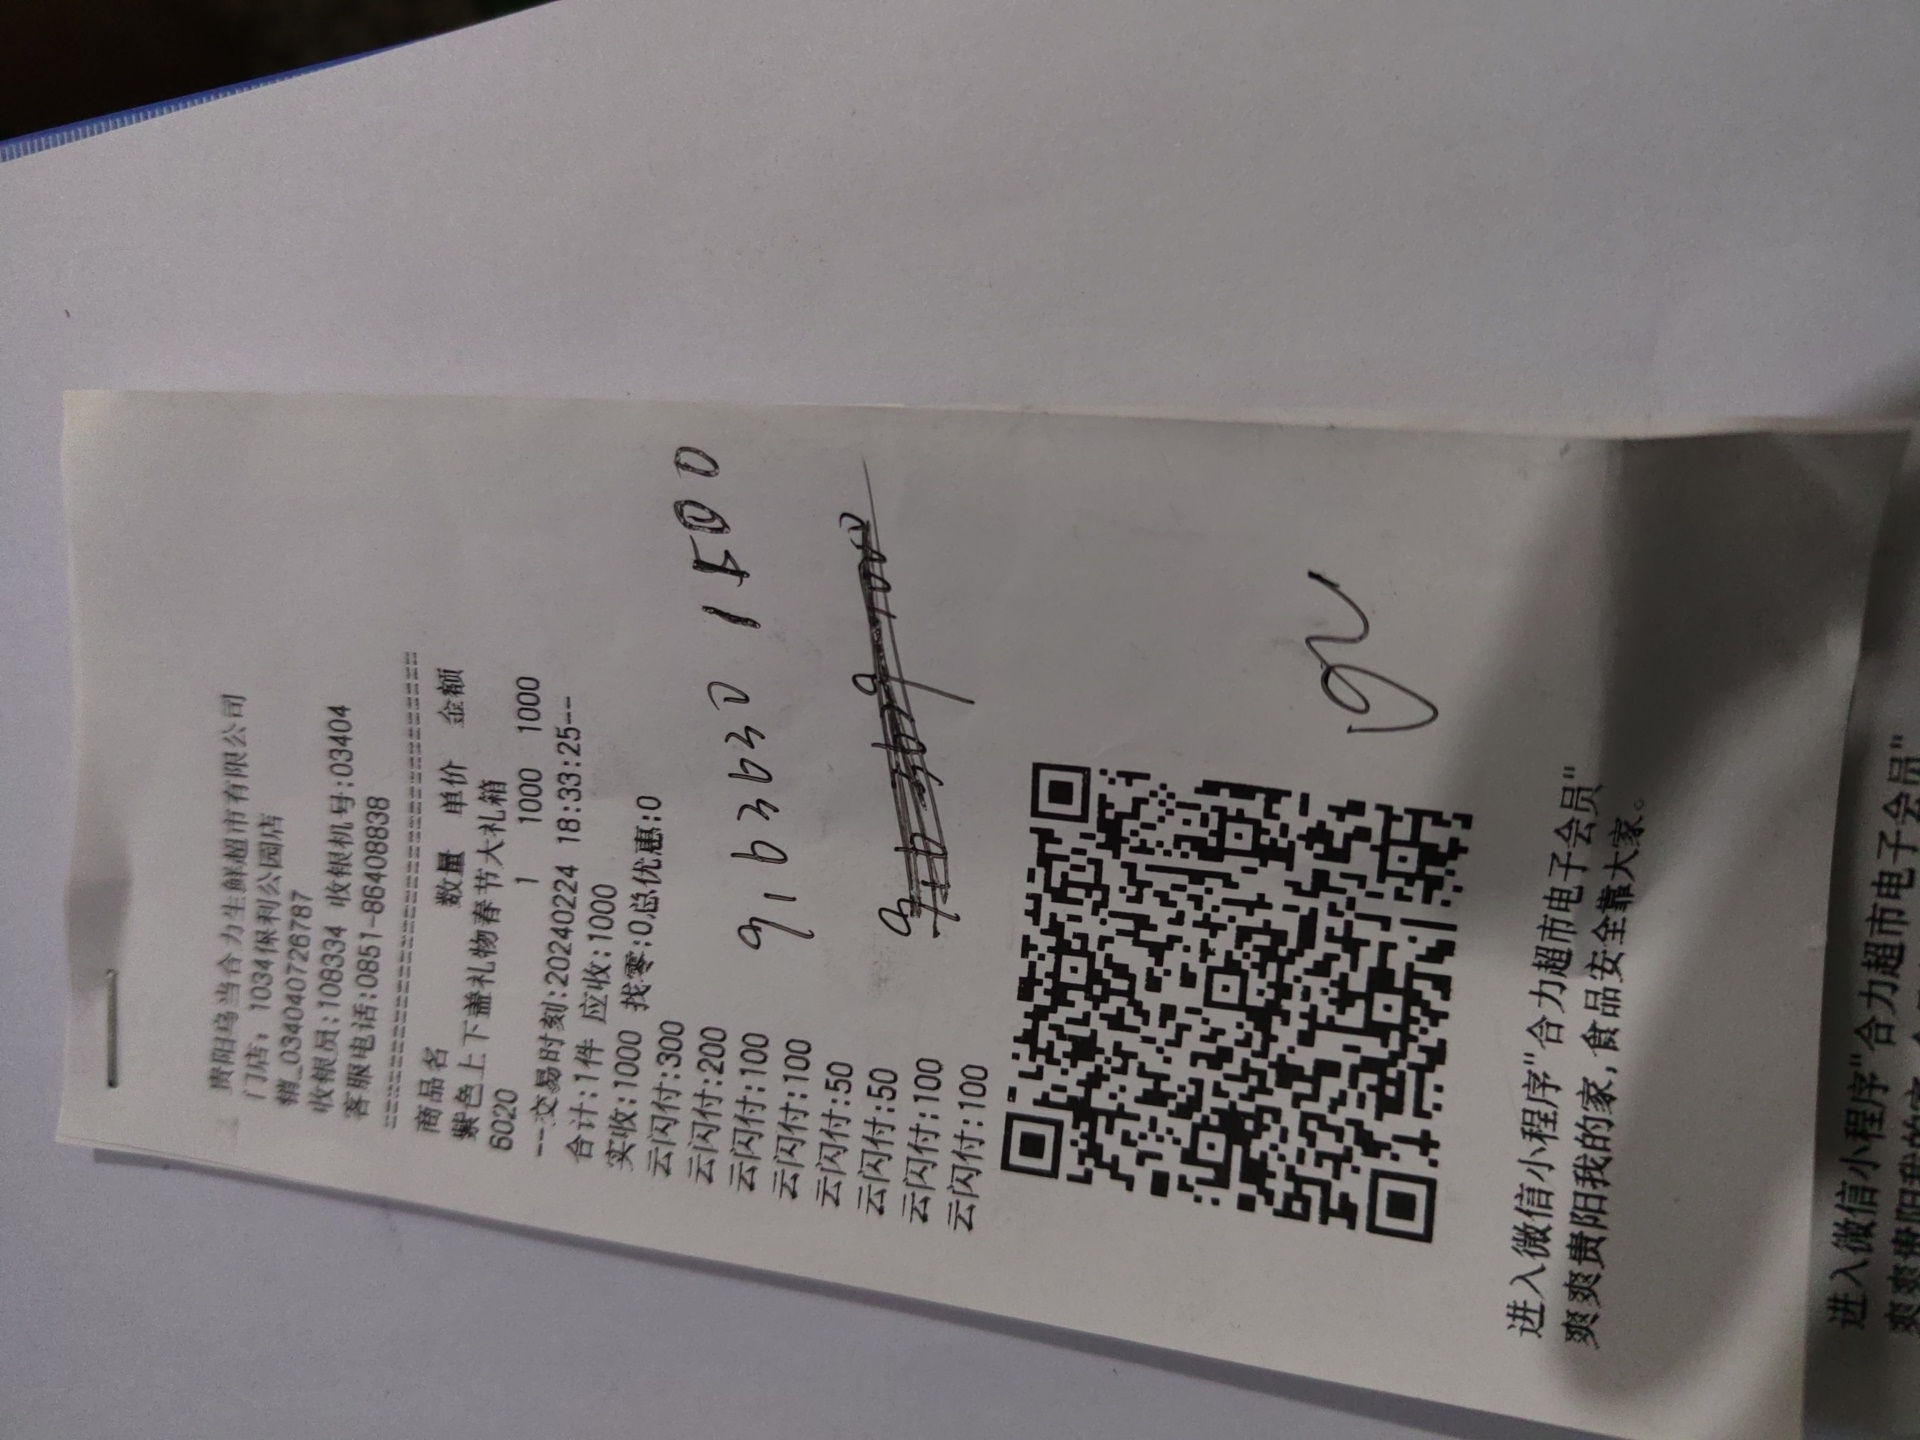 贵阳乌当合力生鲜超市有限公司
门店: 1034保利公园店
销_034040726787
收银员:108334 收银机号:03404
客服电话:0851-86408838
商品名 数量 单价 金额
紫色上下盖礼物春节大礼箱
6020 1 1000 1000
---交易时刻:20240224 18:33:25---
合计:1件 应收:1000
实收:1000 找零:0总优惠:0
云闪付:300
云闪付:200
云闪付:100
云闪付:100
云闪付:50
云闪付:50
云闪付:100
云闪付:100
1500
进入微信小程序"合力超市电子会员"
爽爽贵阳我的家,食品安全靠大家。
进入微信小程序"合力超市电子会员"